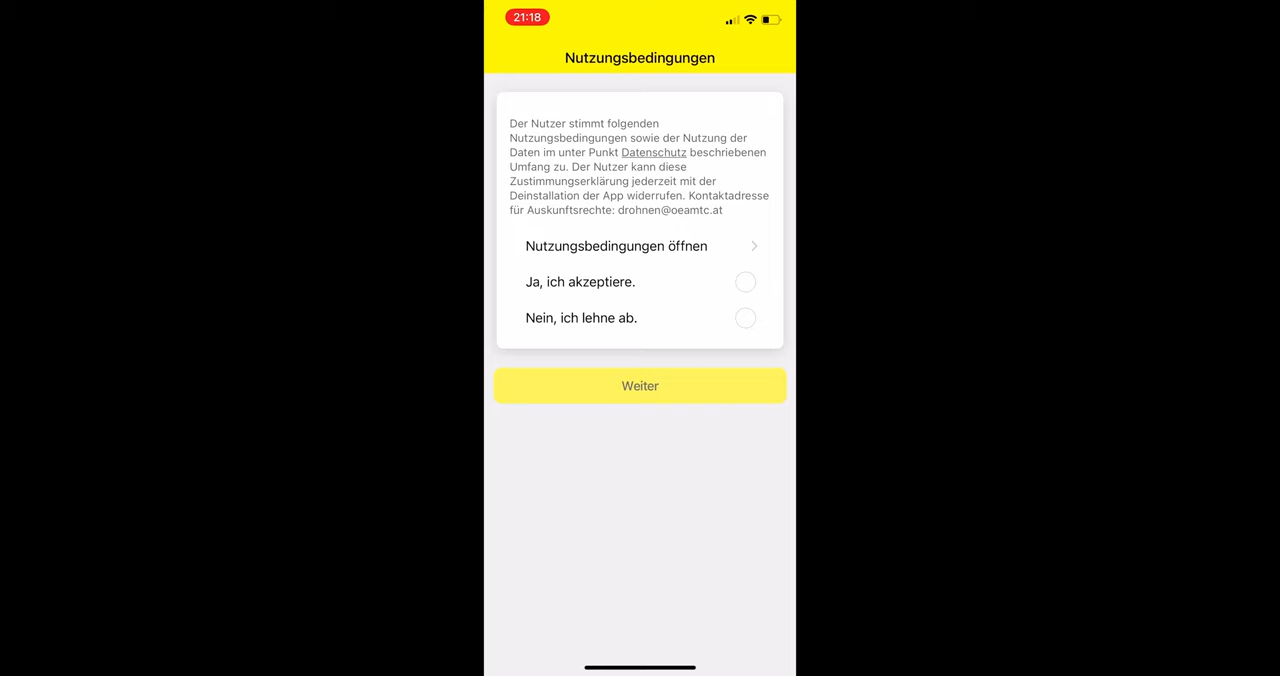 21:18
Nutzungsbedingungen
Der Nutzer stimmt folgenden
Nutzungsbedingungen sowie der Nutzung der
Daten im unter Punkt Datenschutz beschriebenen
Umfang zu. Der Nutzer kann diese
Zustimmungserklärung jederzeit mit der
Deinstallation der App widerrufen. Kontaktadresse
für Auskunftsrechte: drohnen@oeamtc.at
Nutzungsbedingungen öffnen
Ja, ich akzeptiere.
Nein, ich lehne ab.
Weiter